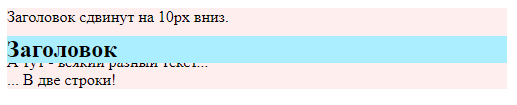 Заголовок сдвинут на 10px вниз.
Заголовок
А тут - всякий разный текст...
... В две строки!